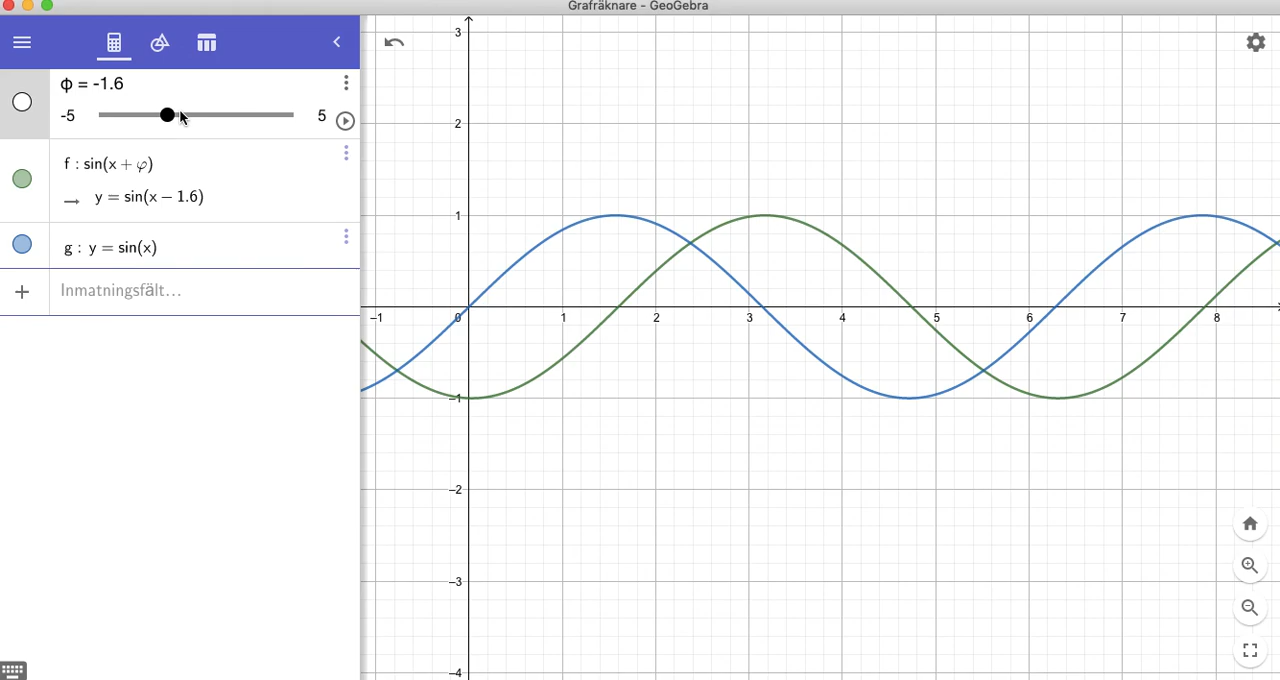 Grafräknare - GeoGebra
ϕ = -1.6
-5 5
f : sin(x + φ)
→ y = sin(x − 1.6)
g : y = sin(x)
+ Inmatningsfält…
3
2
1
−1 0 1 2 3 4 5 6 7 8
−1
−2
−3
−4